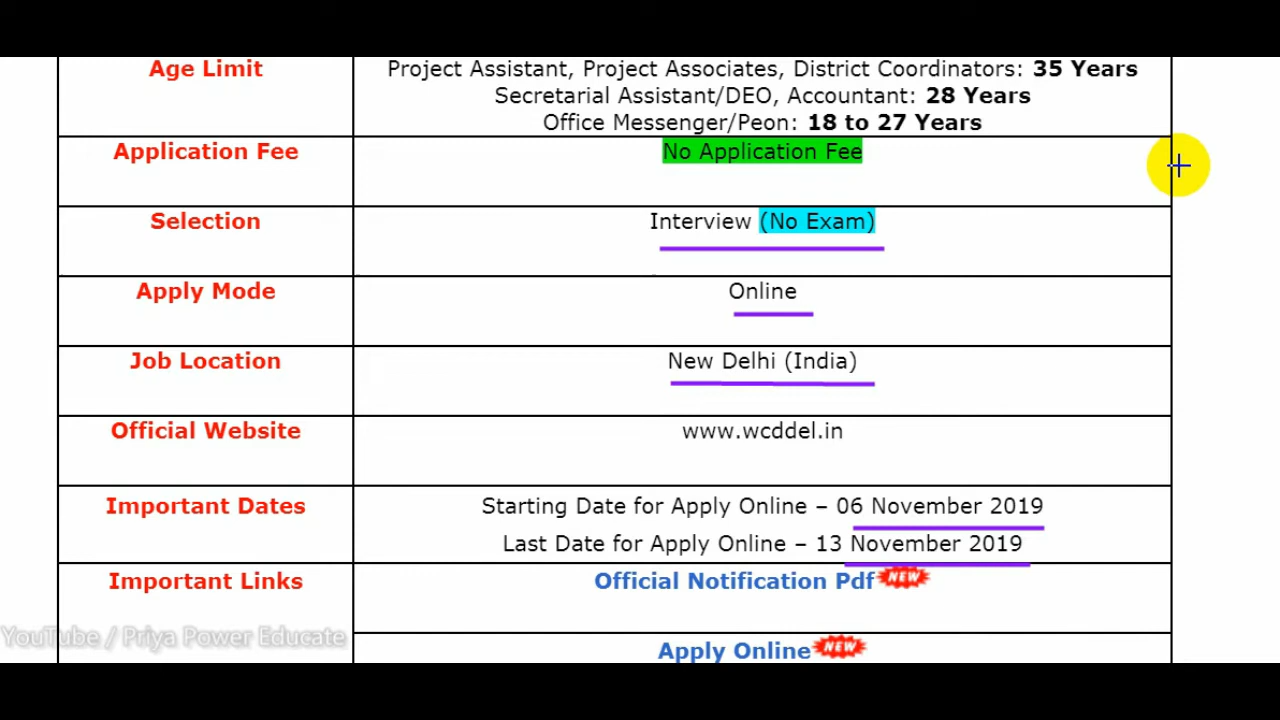 Age Limit
Project Assistant, Project Associates, District Coordinators: 35 Years
Secretarial Assistant/DEO, Accountant: 28 Years
Office Messenger/Peon: 18 to 27 Years
Application Fee
No Application Fee
Selection
Interview (No Exam)
Apply Mode
Online
Job Location
New Delhi (India)
Official Website
www.wcddel.in
Important Dates
Starting Date for Apply Online – 06 November 2019
Last Date for Apply Online – 13 November 2019
Important Links
Official Notification Pdf NEW
Apply Online NEW
YouTube / Priya Power Educate